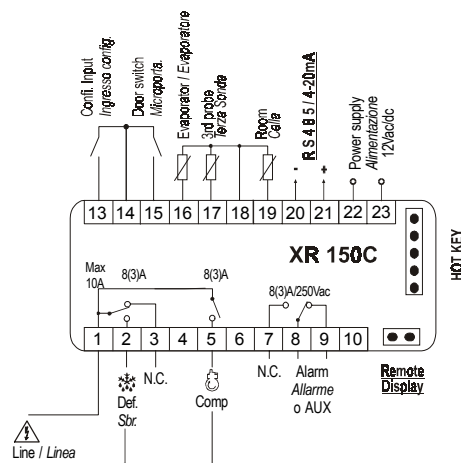 Confi. Input
Ingresso config.
Door switch
Microporta.
Evaporator / Evaporatore
3rd probe
Terza Sonda
Room
Cella
RS485 / 4-20mA
- +
Power supply
Alimentazione
12Vac/dc
13 14 15 16 17 18 19 20 21 22 23
XR 150C
HOT KEY
Max
10A
8(3)A
8(3)A
8(3)A/250Vac
1 2 3 4 5 6 7 8 9 10
N.C.
Def.
Sbr.
Comp
N.C.
Alarm
Allarme
o AUX
Remote
Display
Line / Linea